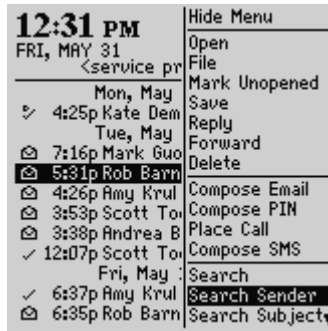 12:31 PM
FRI, MAY 31
<service pr
Mon, May
4:25p Kate Dem
Tue, May
7:16p Mark Guo
5:31p Rob Barn
4:26p Amy Krul
3:53p Scott To
3:38p Andrea B
12:07p Scott To
Fri, May
6:37p Amy Krul
6:35p Rob Barn
Hide Menu
Open
File
Mark Unopened
Save
Reply
Forward
Delete
Compose Email
Compose PIN
Place Call
Compose SMS
Search
Search Sender
Search Subject